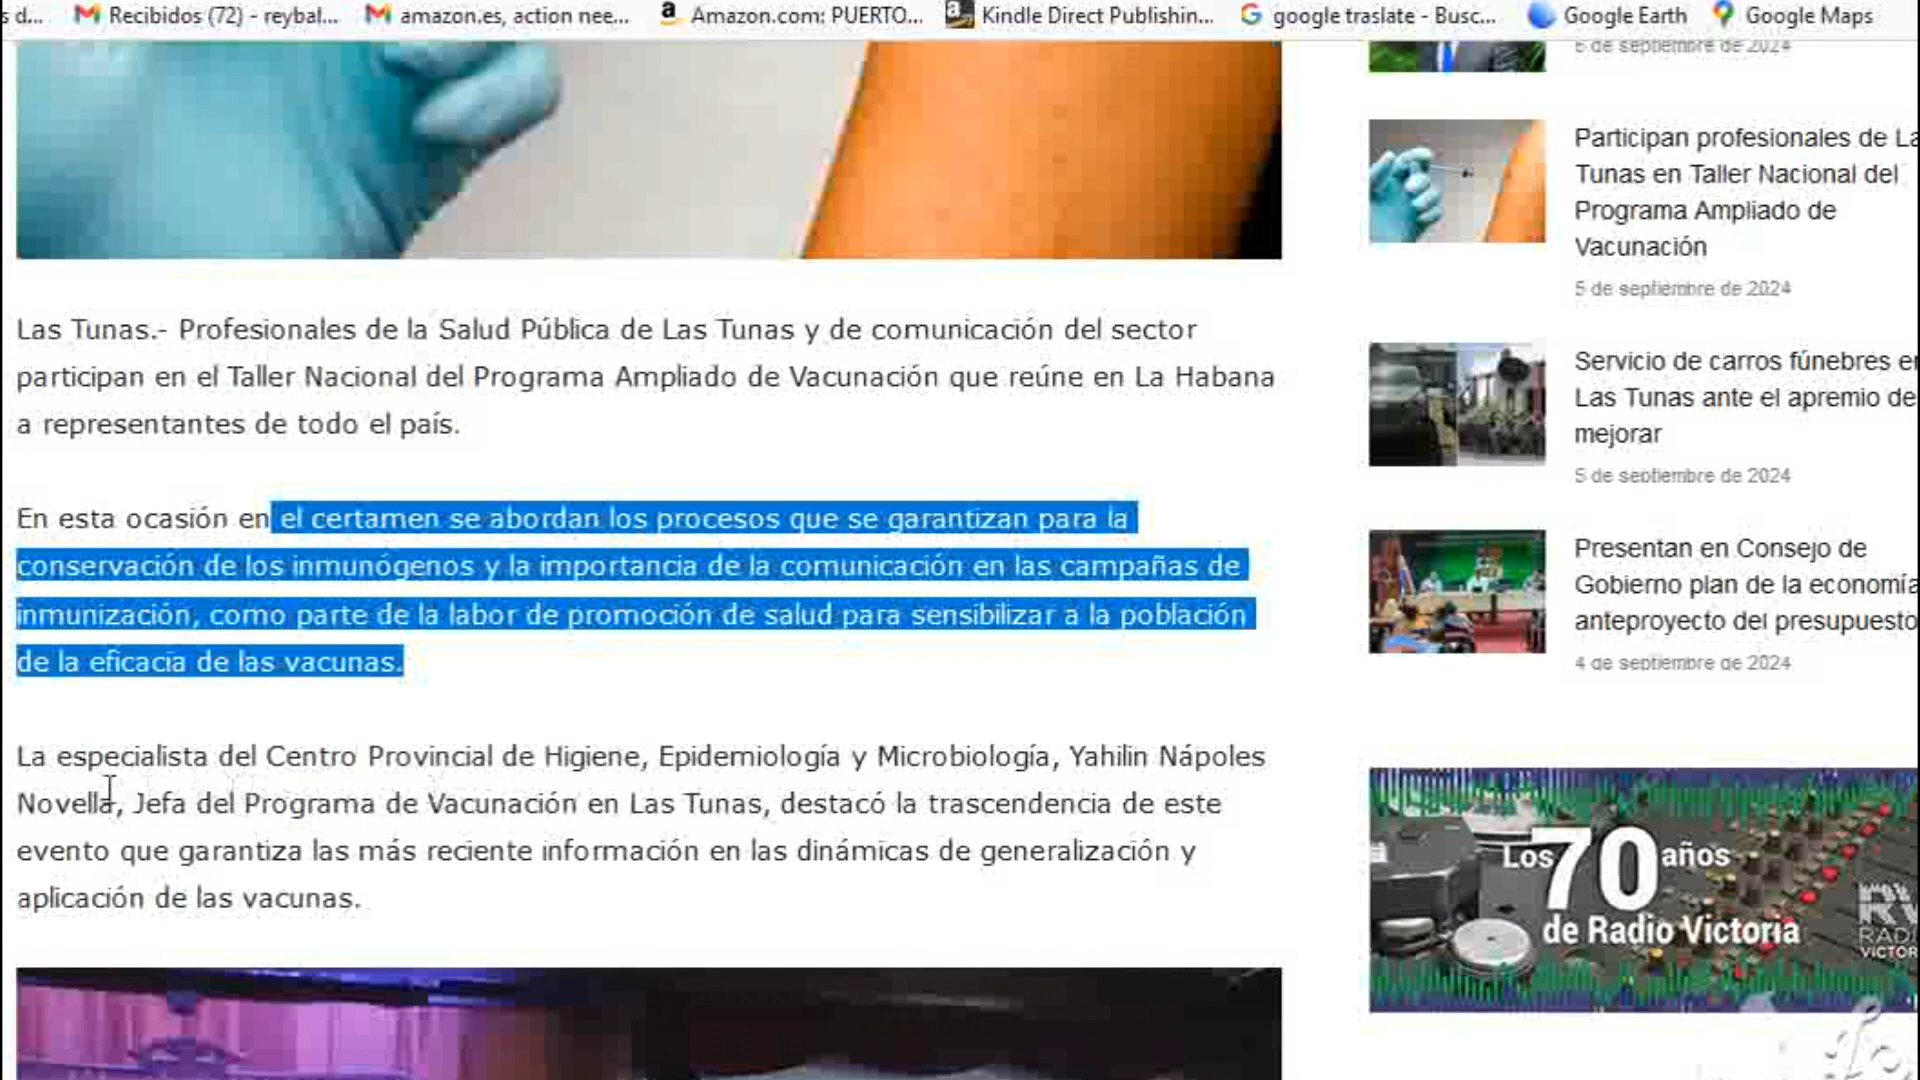 s d...
Recibidos (72) - reybal...
amazon.es, action nee...
Amazon.com: PUERTO...
Kindle Direct Publishin...
google traslate - Busc...
Google Earth
Google Maps
Las Tunas.- Profesionales de la Salud Pública de Las Tunas y de comunicación del sector
participan en el Taller Nacional del Programa Ampliado de Vacunación que reúne en La Habana
a representantes de todo el país.
En esta ocasión en el certamen se abordan los procesos que se garantizan para la
conservación de los inmunógenos y la importancia de la comunicación en las campañas de
inmunización, como parte de la labor de promoción de salud para sensibilizar a la población
de la eficacia de las vacunas.
La especialista del Centro Provincial de Higiene, Epidemiología y Microbiología, Yahilin Nápoles
Novella, Jefa del Programa de Vacunación en Las Tunas, destacó la trascendencia de este
evento que garantiza las más reciente información en las dinámicas de generalización y
aplicación de las vacunas.
6 de septiembre de 2024
Participan profesionales de La
Tunas en Taller Nacional del
Programa Ampliado de
Vacunación
5 de septiembre de 2024
Servicio de carros fúnebres e
Las Tunas ante el apremio de
mejorar
5 de septiembre de 2024
Presentan en Consejo de
Gobierno plan de la economía
anteproyecto del presupuesto
4 de septiembre de 2024
Los 70 años
de Radio Victoria
RV
RADI
VICTOR